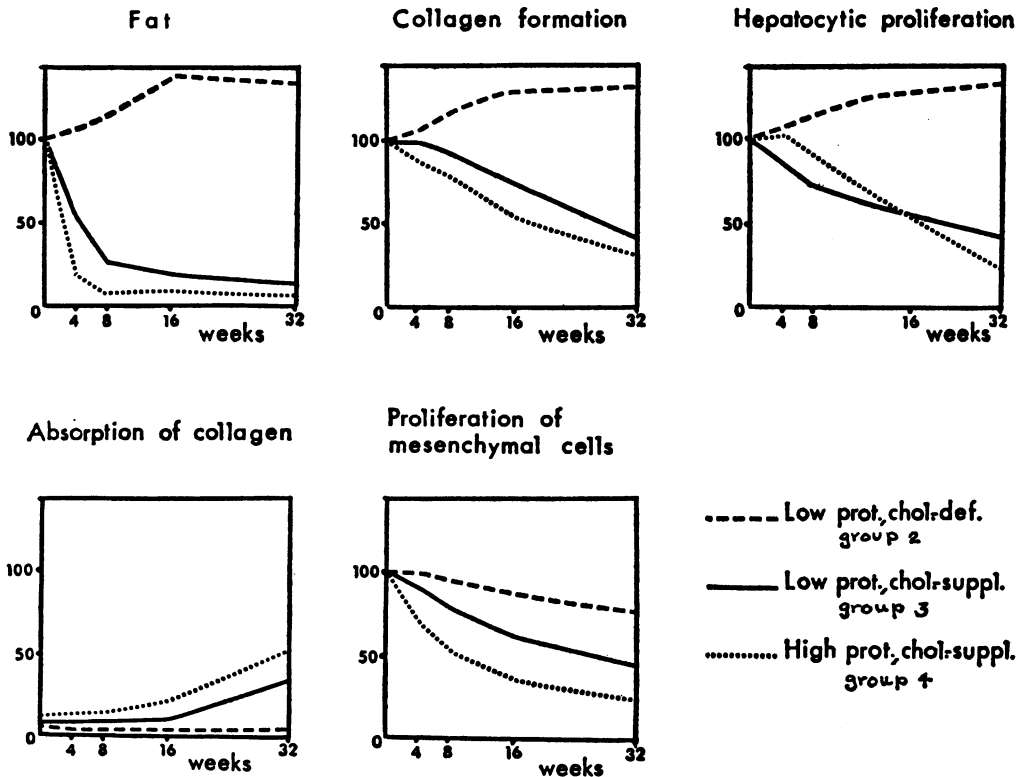 Fat
100
50
0
4 8 16 32
weeks
Collagen formation
100
50
0
4 8 16 32
weeks
Hepatocytic proliferation
100
50
0
4 8 16 32
weeks
Absorption of collagen
100
50
0
4 8 16 32
weeks
Proliferation of
mesenchymal cells
100
50
0
4 8 16 32
weeks
Low prot., chol.-def.
group 2
Low prot., chol.-suppl.
group 3
High prot., chol.-suppl.
group 4